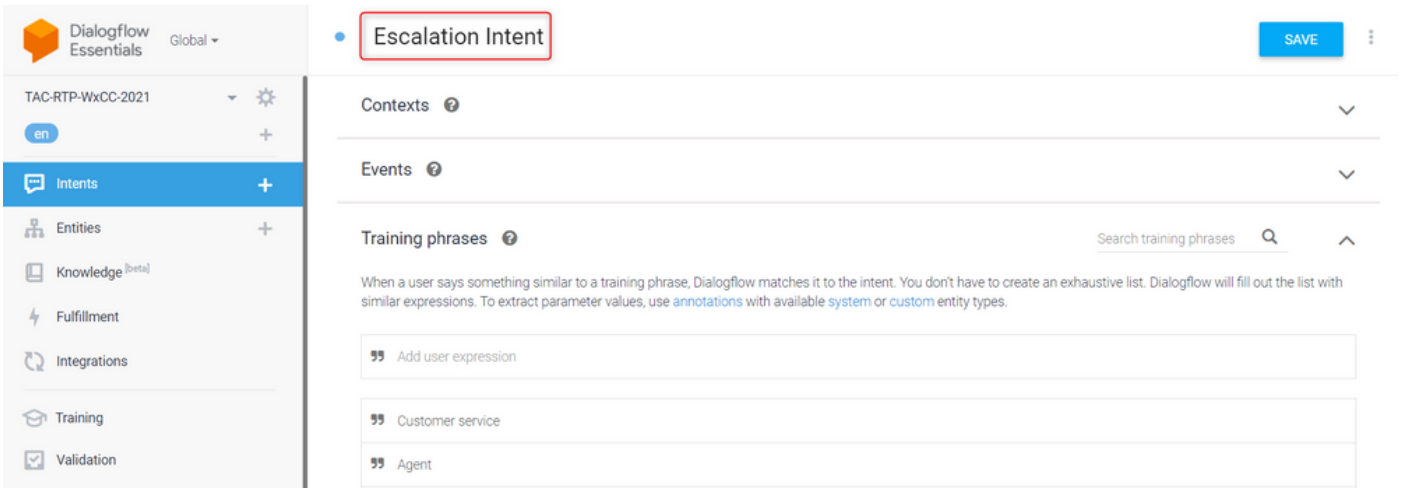 Dialogflow
Essentials
Global
Escalation Intent
SAVE
TAC-RTP-WxCC-2021
en
Intents
Entities
Knowledge [beta]
Fulfillment
Integrations
Training
Validation
Contexts
Events
Training phrases
Search training phrases
When a user says something similar to a training phrase, Dialogflow matches it to the intent. You don't have to create an exhaustive list. Dialogflow will fill out the list with
similar expressions. To extract parameter values, use annotations with available system or custom entity types.
Add user expression
Customer service
Agent